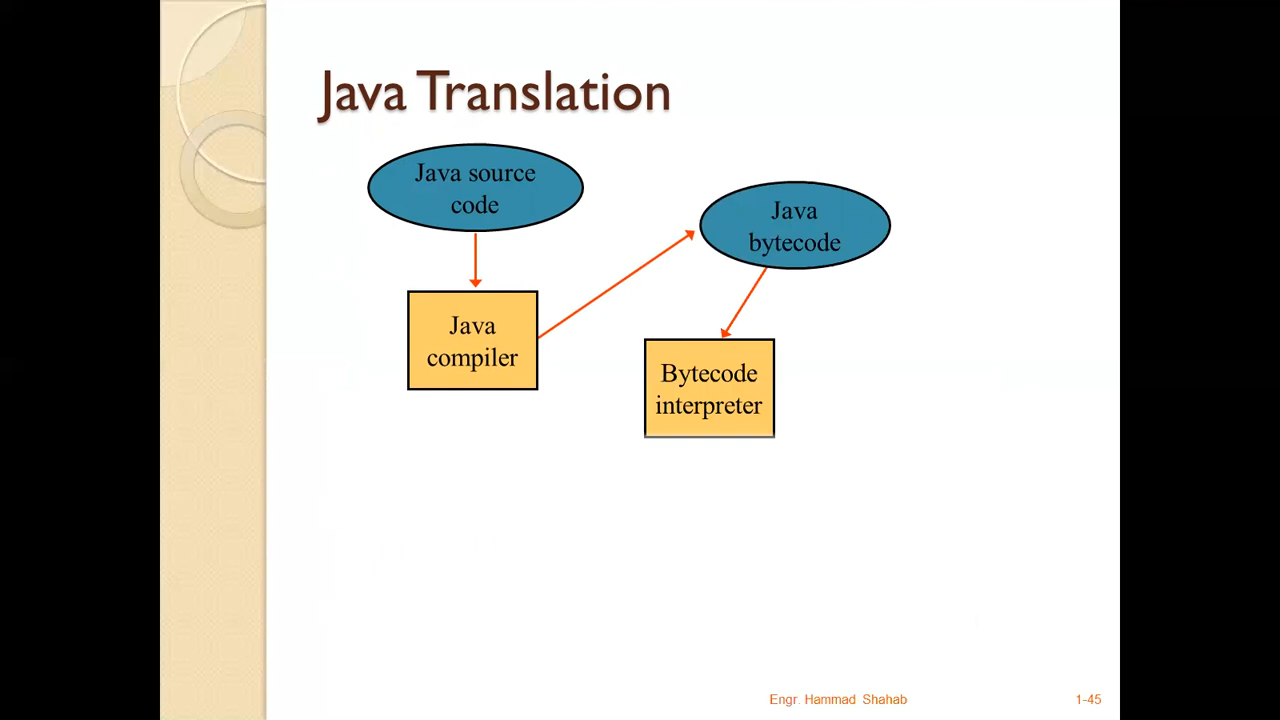 Java Translation
Java source
code
Java
bytecode
Java
compiler
Bytecode
interpreter
Engr. Hammad Shahab
1-45